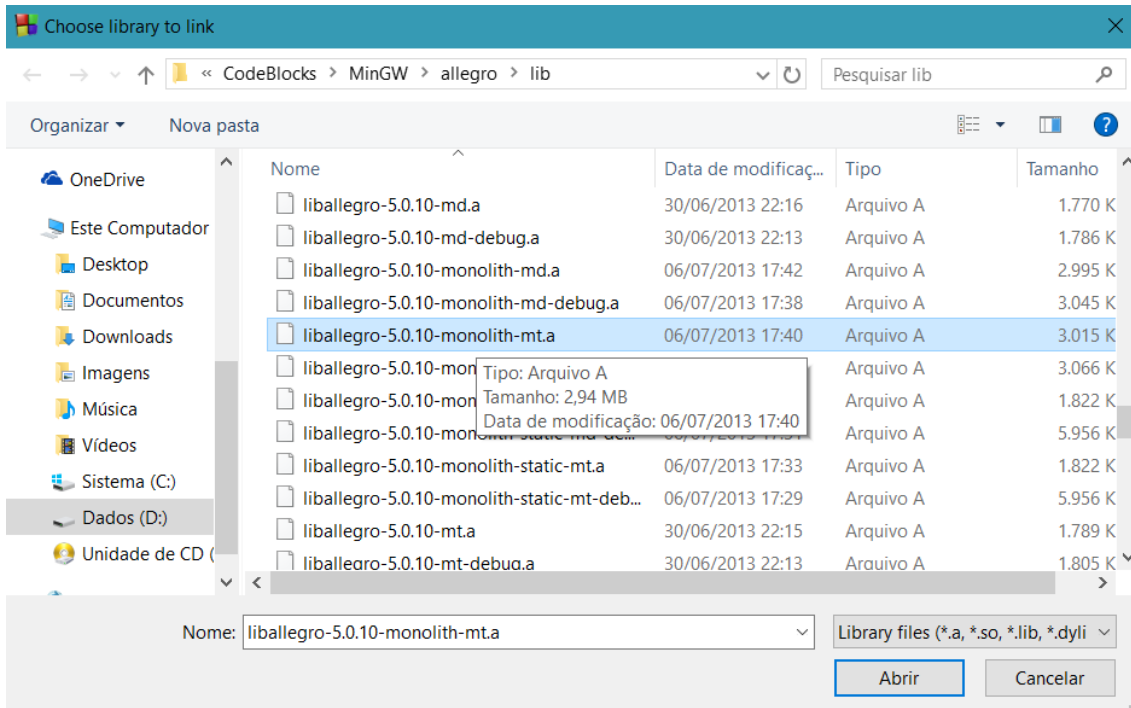 Choose library to link
« CodeBlocks > MinGW > allegro > lib
Pesquisar lib
Organizar
Nova pasta
OneDrive
Este Computador
Desktop
Documentos
Downloads
Imagens
Música
Vídeos
Sistema (C:)
Dados (D:)
Unidade de CD (
Nome Data de modificaç... Tipo Tamanho
liballegro-5.0.10-md.a 30/06/2013 22:16 Arquivo A 1.770 K
liballegro-5.0.10-md-debug.a 30/06/2013 22:13 Arquivo A 1.786 K
liballegro-5.0.10-monolith-md.a 06/07/2013 17:42 Arquivo A 2.995 K
liballegro-5.0.10-monolith-md-debug.a 06/07/2013 17:38 Arquivo A 3.045 K
liballegro-5.0.10-monolith-mt.a 06/07/2013 17:40 Arquivo A 3.015 K
liballegro-5.0.10-mon Arquivo A 3.066 K
liballegro-5.0.10-mon Arquivo A 1.822 K
liballegro-5.0.10-monolith-static-md-de... 06/07/2013 17:31 Arquivo A 5.956 K
liballegro-5.0.10-monolith-static-mt.a 06/07/2013 17:33 Arquivo A 1.822 K
liballegro-5.0.10-monolith-static-mt-deb... 06/07/2013 17:29 Arquivo A 5.956 K
liballegro-5.0.10-mt.a 30/06/2013 22:15 Arquivo A 1.789 K
liballegro-5.0.10-mt-debug.a 30/06/2013 22:13 Arquivo A 1.805 K
Tipo: Arquivo A
Tamanho: 2,94 MB
Data de modificação: 06/07/2013 17:40
Nome: liballegro-5.0.10-monolith-mt.a
Library files (*.a, *.so, *.lib, *.dyli
Abrir
Cancelar